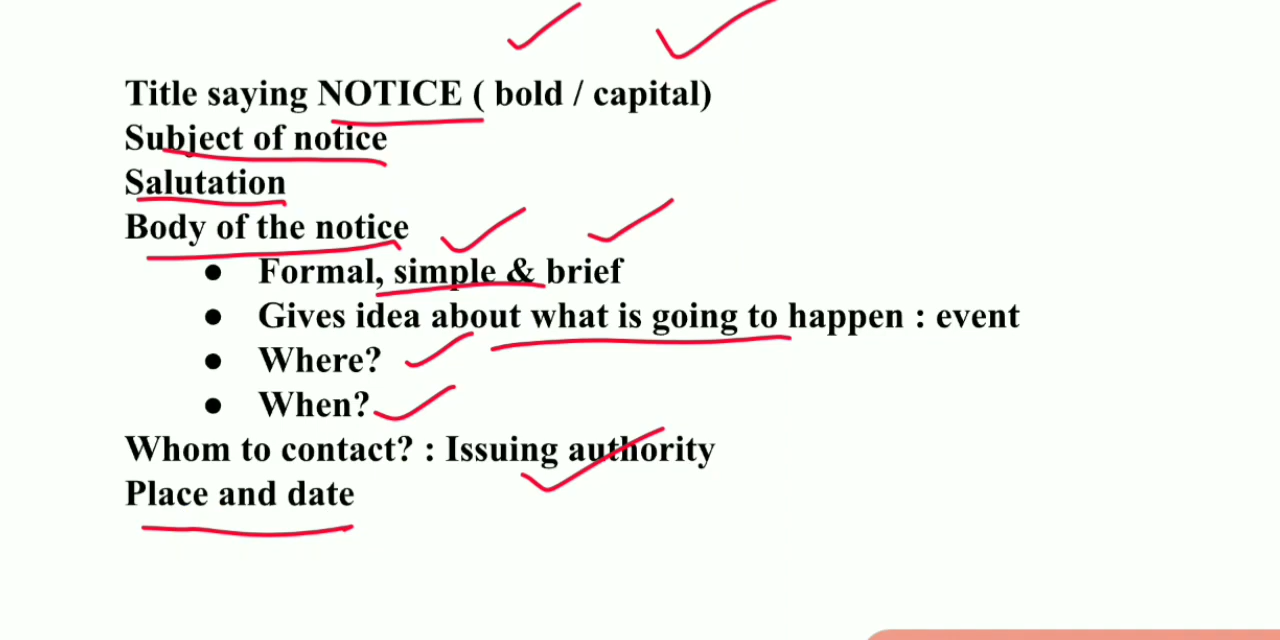 Title saying NOTICE ( bold / capital)
Subject of notice
Salutation
Body of the notice
● Formal, simple & brief
● Gives idea about what is going to happen : event
● Where?
● When?
Whom to contact? : Issuing authority
Place and date